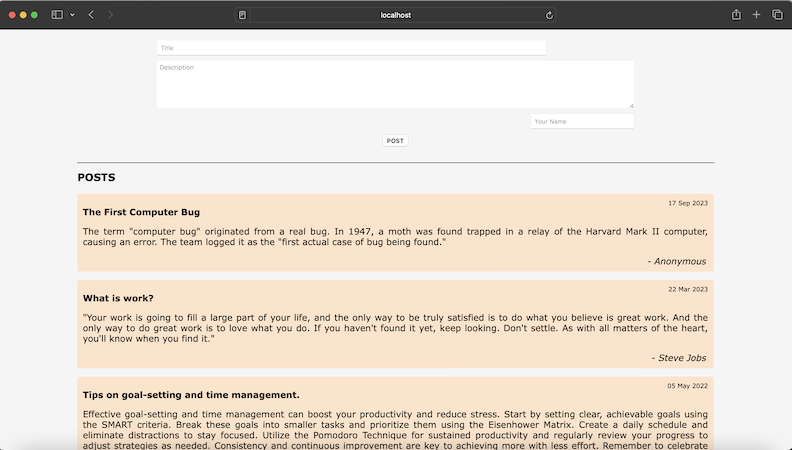 localhost
Title
Description
Your Name
POST
POSTS
17 Sep 2023
The First Computer Bug
The term "computer bug" originated from a real bug. In 1947, a moth was found trapped in a relay of the Harvard Mark II computer,
causing an error. The team logged it as the "first actual case of bug being found."
- Anonymous
22 Mar 2023
What is work?
"Your work is going to fill a large part of your life, and the only way to be truly satisfied is to do what you believe is great work. And the
only way to do great work is to love what you do. If you haven't found it yet, keep looking. Don't settle. As with all matters of the heart,
you'll know when you find it."
- Steve Jobs
05 May 2022
Tips on goal-setting and time management.
Effective goal-setting and time management can boost your productivity and reduce stress. Start by setting clear, achievable goals using
the SMART criteria. Break these goals into smaller tasks and prioritize them using the Eisenhower Matrix. Create a daily schedule and
eliminate distractions to stay focused. Utilize the Pomodoro Technique for sustained productivity and regularly review your progress to
adjust strategies as needed. Consistency and continuous improvement are key to achieving more with less effort. Remember to celebrate